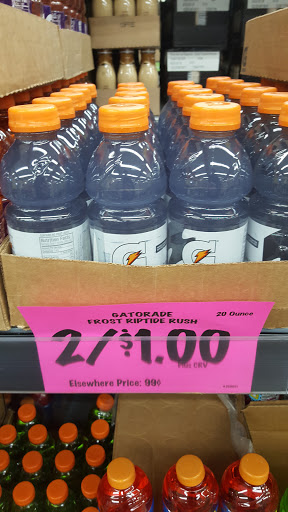 G
G
GATORADE
FROST RIPTIDE RUSH
20 Ounce
2/$1.00
Plus CRV
Elsewhere Price: 99¢